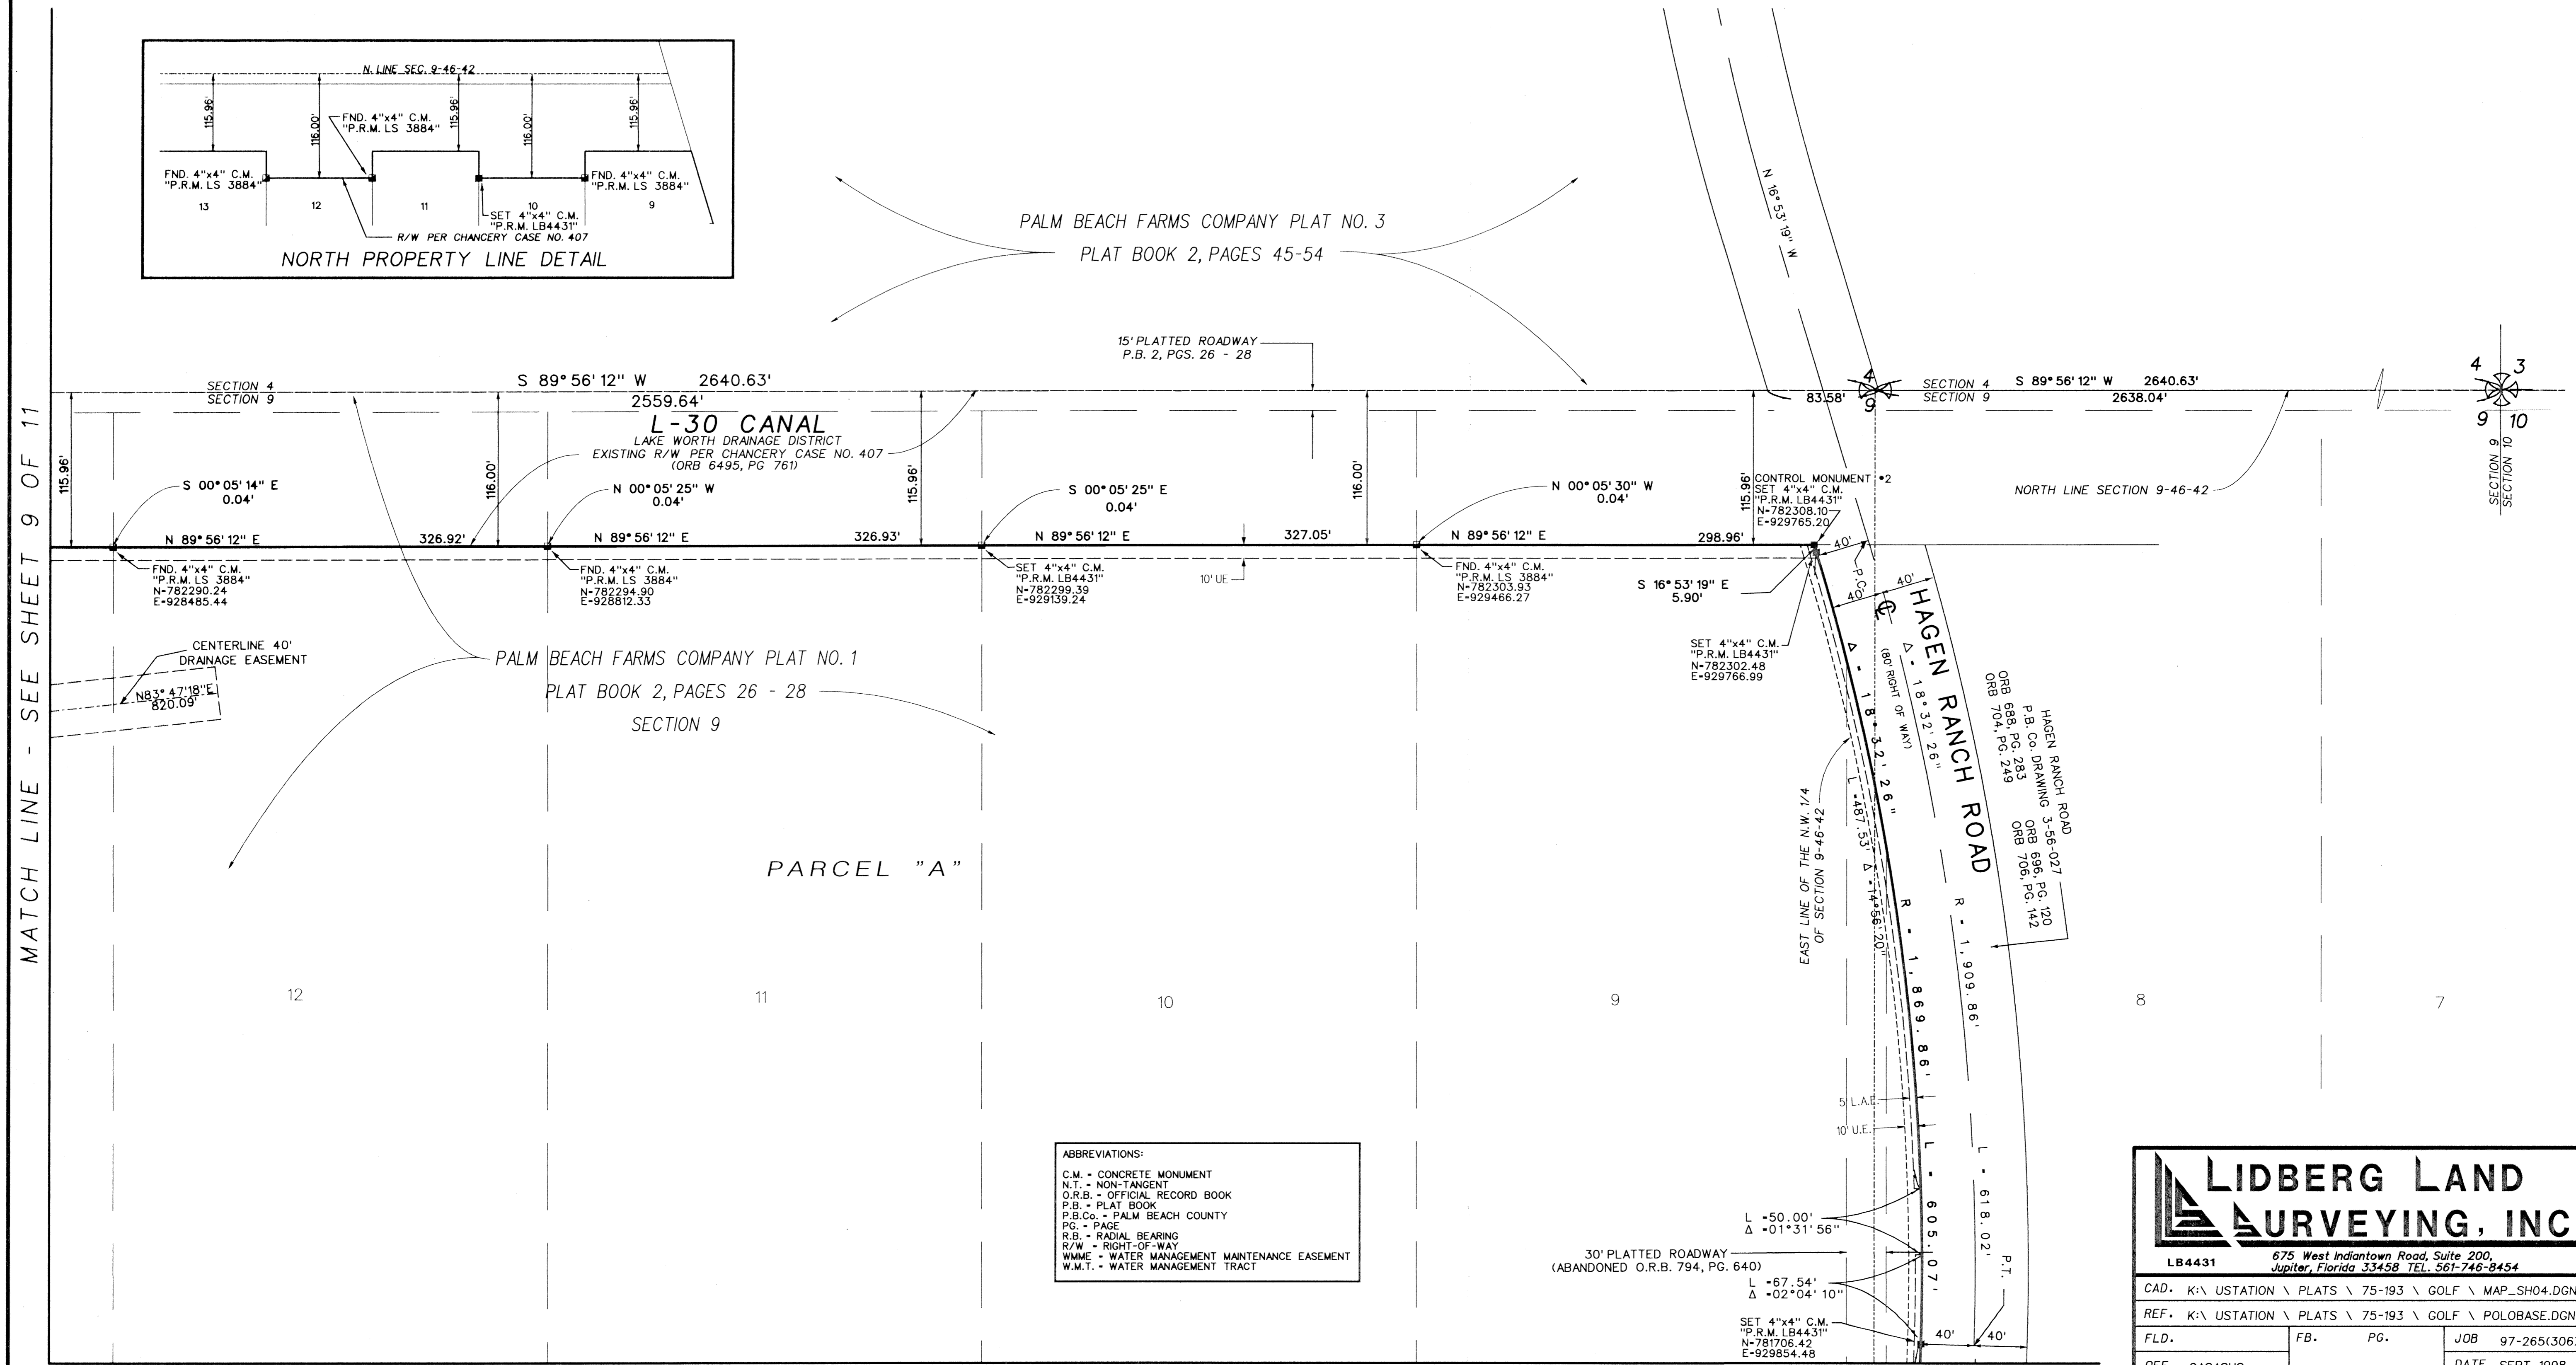 N. LINE SEC. 9-46-42
115.96'
116.00'
115.96'
116.00'
115.96'
FND. 4"x4" C.M.
"P.R.M. LS 3884"
FND. 4"x4" C.M.
"P.R.M. LS 3884"
FND. 4"x4" C.M.
"P.R.M. LS 3884"
13
12
11
10
9
SET 4"x4" C.M.
"P.R.M. LB4431"
R/W PER CHANCERY CASE NO. 407
NORTH PROPERTY LINE DETAIL
PALM BEACH FARMS COMPANY PLAT NO. 3
PLAT BOOK 2, PAGES 45-54
N 16° 53' 19" W
15' PLATTED ROADWAY
P.B. 2, PGS. 26 - 28
MATCH LINE - SEE SHEET 9 OF 11
SECTION 4
SECTION 9
S 89° 56' 12" W 2640.63'
2559.64'
83.58'
4
9
SECTION 4
SECTION 9
S 89° 56' 12" W 2640.63'
2638.04'
4 3
9 10
SECTION 9
SECTION 10
NORTH LINE SECTION 9-46-42
L-30 CANAL
LAKE WORTH DRAINAGE DISTRICT
EXISTING R/W PER CHANCERY CASE NO. 407
(ORB 6495, PG 761)
115.96'
116.00'
115.96'
116.00'
115.96'
S 00° 05' 14" E
0.04'
N 00° 05' 25" W
0.04'
S 00° 05' 25" E
0.04'
N 00° 05' 30" W
0.04'
CONTROL MONUMENT #2
SET 4"x4" C.M.
"P.R.M. LB4431"
N=782308.10
E=929765.20
N 89° 56' 12" E 326.92'
N 89° 56' 12" E 326.93'
N 89° 56' 12" E 327.05'
N 89° 56' 12" E 298.96'
FND. 4"x4" C.M.
"P.R.M. LS 3884"
N=782290.24
E=928485.44
FND. 4"x4" C.M.
"P.R.M. LS 3884"
N=782294.90
E=928812.33
SET 4"x4" C.M.
"P.R.M. LB4431"
N=782299.39
E=929139.24
10' UE
FND. 4"x4" C.M.
"P.R.M. LS 3884"
N=782303.93
E=929466.27
S 16° 53' 19" E
5.90'
40'
P.C.
40'
40'
SET 4"x4" C.M.
"P.R.M. LB4431"
N=782302.48
E=929766.99
CENTERLINE 40'
DRAINAGE EASEMENT
N83° 47'18"E
820.09'
PALM BEACH FARMS COMPANY PLAT NO. 1
PLAT BOOK 2, PAGES 26 - 28
SECTION 9
PARCEL "A"
HAGEN RANCH ROAD
(80' RIGHT OF WAY)
Δ = 18° 32' 26"
R = 1,909.86'
L = 618.02'
P.T.
Δ = 18° 32' 26"
R = 1,869.86'
L = 605.07'
L =487.53' Δ =14°56'20"
EAST LINE OF THE N.W. 1/4
OF SECTION 9-46-42
HAGEN RANCH ROAD
P.B. Co. DRAWING 3-56-027
ORB 688, PG. 283 ORB 696, PG. 120
ORB 704, PG. 249 ORB 706, PG. 142
12
11
10
9
8
7
5' L.A.E.
10' U.E.
L =50.00'
Δ =01°31'56"
30' PLATTED ROADWAY
(ABANDONED O.R.B. 794, PG. 640)
L =67.54'
Δ =02°04'10"
SET 4"x4" C.M.
"P.R.M. LB4431"
N=781706.42
E=929854.48
40' 40'
ABBREVIATIONS:
C.M. = CONCRETE MONUMENT
N.T. = NON-TANGENT
O.R.B. = OFFICIAL RECORD BOOK
P.B. = PLAT BOOK
P.B.Co. = PALM BEACH COUNTY
PG. = PAGE
R.B. = RADIAL BEARING
R/W = RIGHT-OF-WAY
WMME = WATER MANAGEMENT MAINTENANCE EASEMENT
W.M.T. = WATER MANAGEMENT TRACT
LIDBERG LAND
SURVEYING, INC
LB4431
675 West Indiantown Road, Suite 200,
Jupiter, Florida 33458 TEL. 561-746-8454
CAD. K:\ USTATION \ PLATS \ 75-193 \ GOLF \ MAP_SH04.DGN
REF. K:\ USTATION \ PLATS \ 75-193 \ GOLF \ POLOBASE.DGN
FLD. FB. PG. JOB 97-265(306)